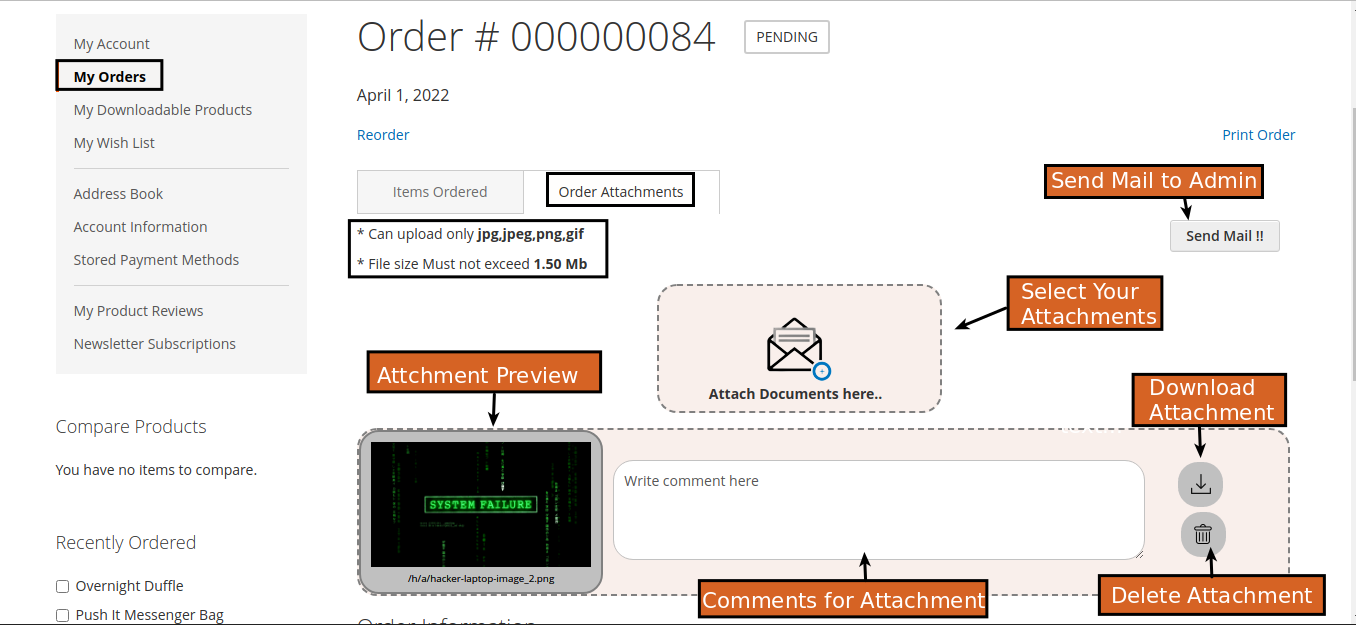 My Account
My Orders
My Downloadable Products
My Wish List
Address Book
Account Information
Stored Payment Methods
My Product Reviews
Newsletter Subscriptions
Compare Products
You have no items to compare.
Recently Ordered
Overnight Duffle
Push It Messenger Bag
Order # 000000084
PENDING
April 1, 2022
Reorder
Print Order
Items Ordered
Order Attachments
Send Mail to Admin
Send Mail !!
* Can upload only jpg,jpeg,png,gif
* File size Must not exceed 1.50 Mb
Select Your
Attachments
Attach Documents here..
Attchment Preview
Download
Attachment
SYSTEM FAILURE
/h/a/hacker-laptop-image_2.png
Write comment here
Comments for Attachment
Delete Attachment
Order Information